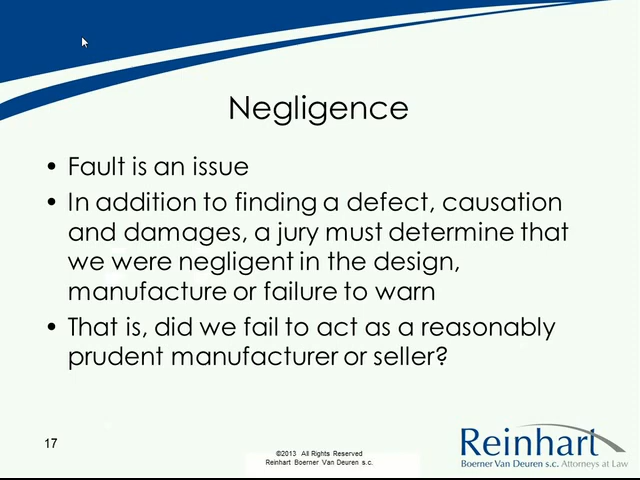 Negligence
• Fault is an issue
• In addition to finding a defect, causation
and damages, a jury must determine that
we were negligent in the design,
manufacture or failure to warn
• That is, did we fail to act as a reasonably
prudent manufacturer or seller?
17
©2013 All Rights Reserved
Reinhart Boerner Van Deuren s.c.
Reinhart
Boerner Van Deuren s.c. Attorneys at Law